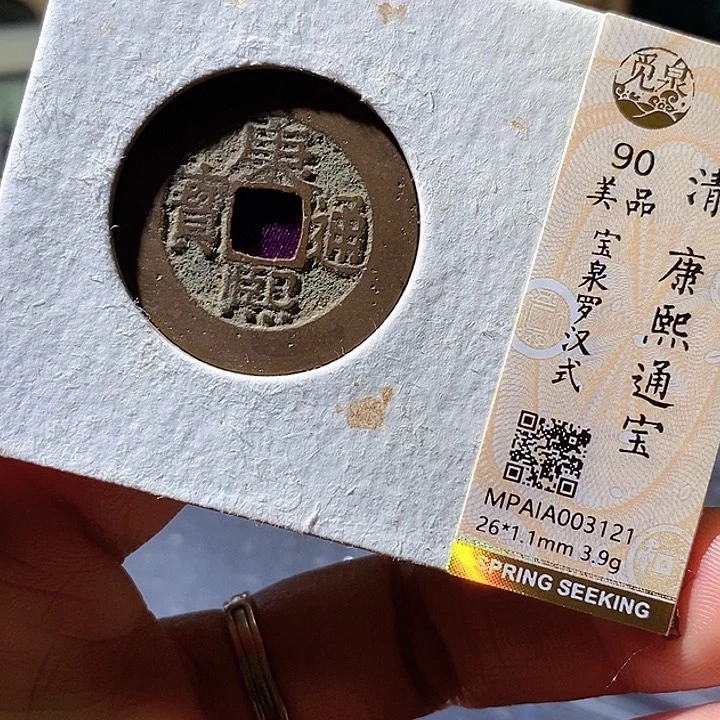 康熙通寳
觅泉
90
美品
宝泉罗汉式
清
康熙通宝
MPAIA003121
26*1.1mm 3.9g
SPRING SEEKING